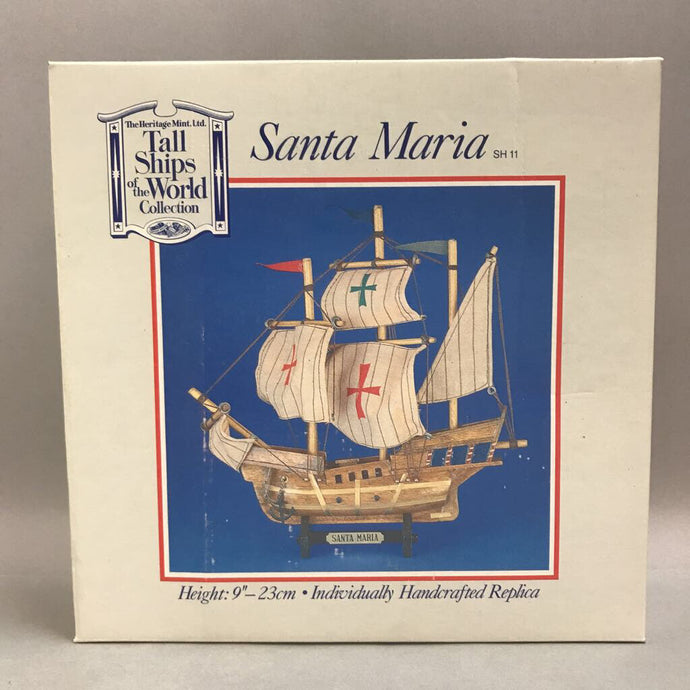 The Heritage Mint, Ltd.
Tall
Ships
of the World
Collection
Santa Maria SH 11
SANTA MARIA
Height: 9"–23cm • Individually Handcrafted Replica